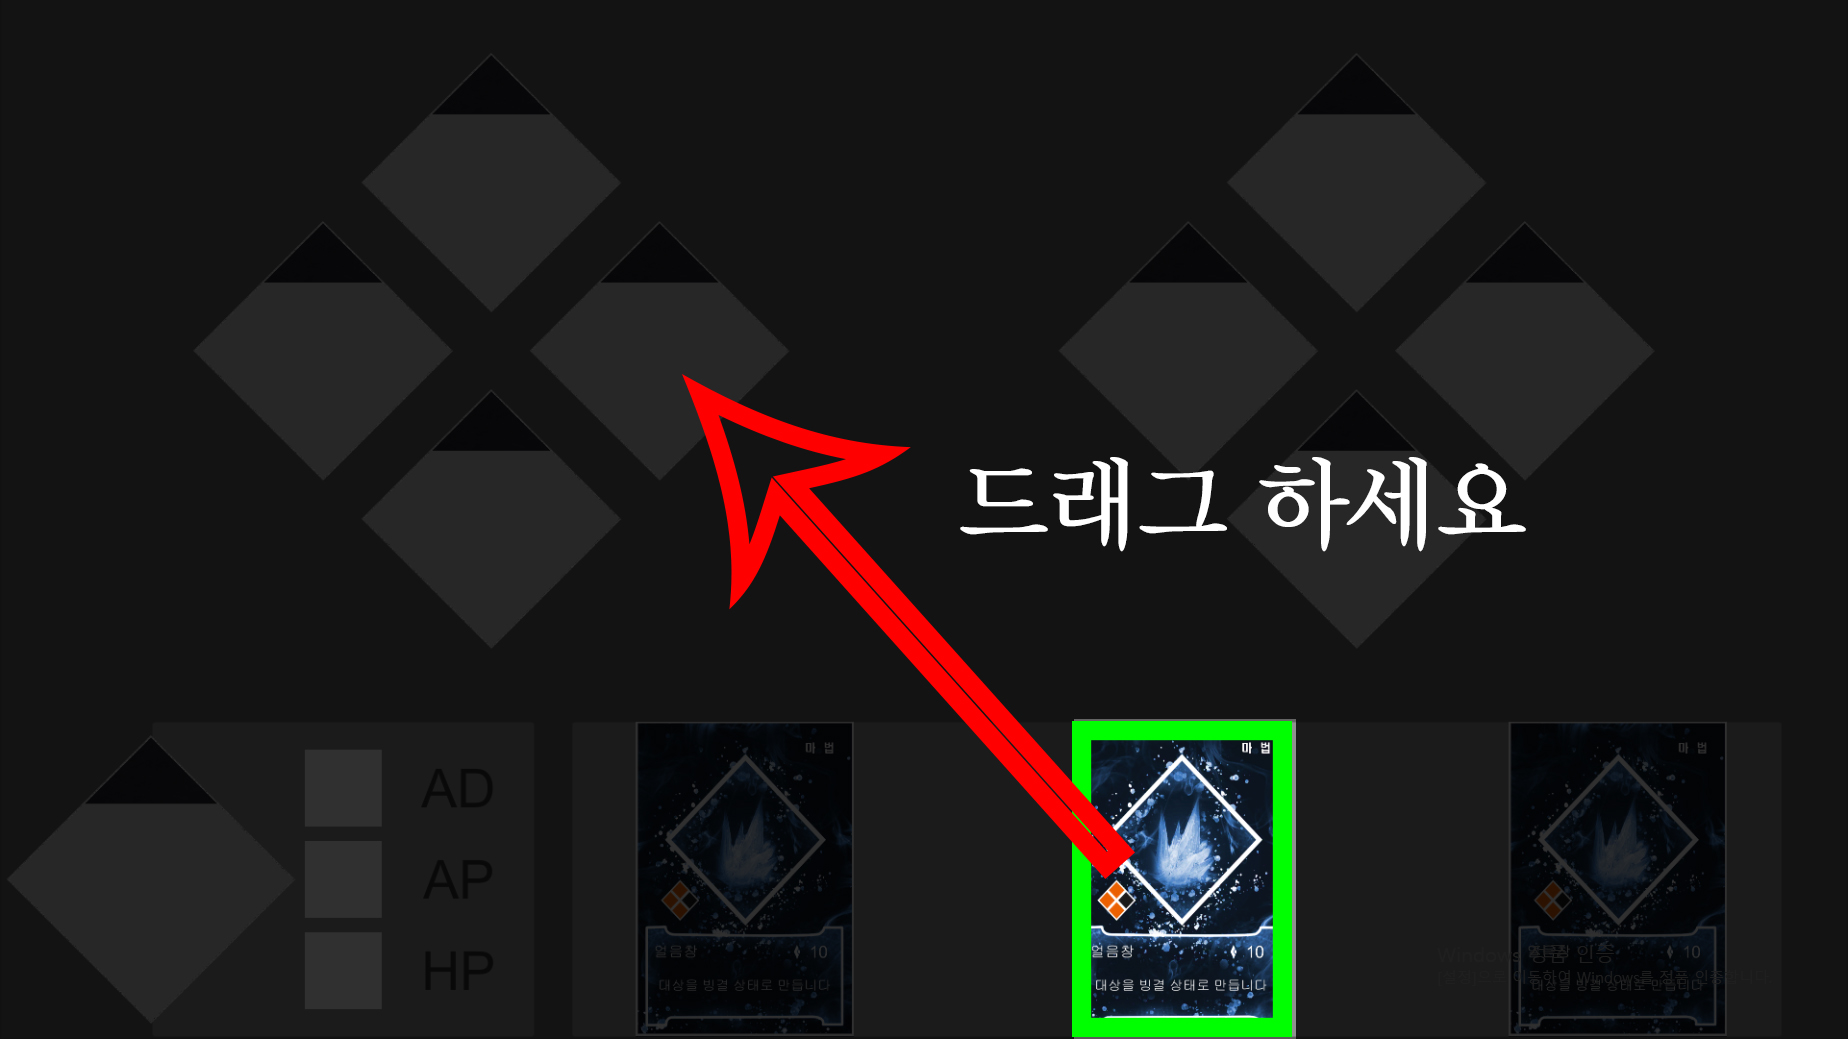 드래그 하세요
AD
AP
HP
마 법
얼음창 10
대상을 빙결 상태로 만듭니다
마 법
얼음창 10
대상을 빙결 상태로 만듭니다
마 법
얼음창 10
대상을 빙결 상태로 만듭니다
Windows 정품 인증
이동하여 Windows를 정품 인증합니다